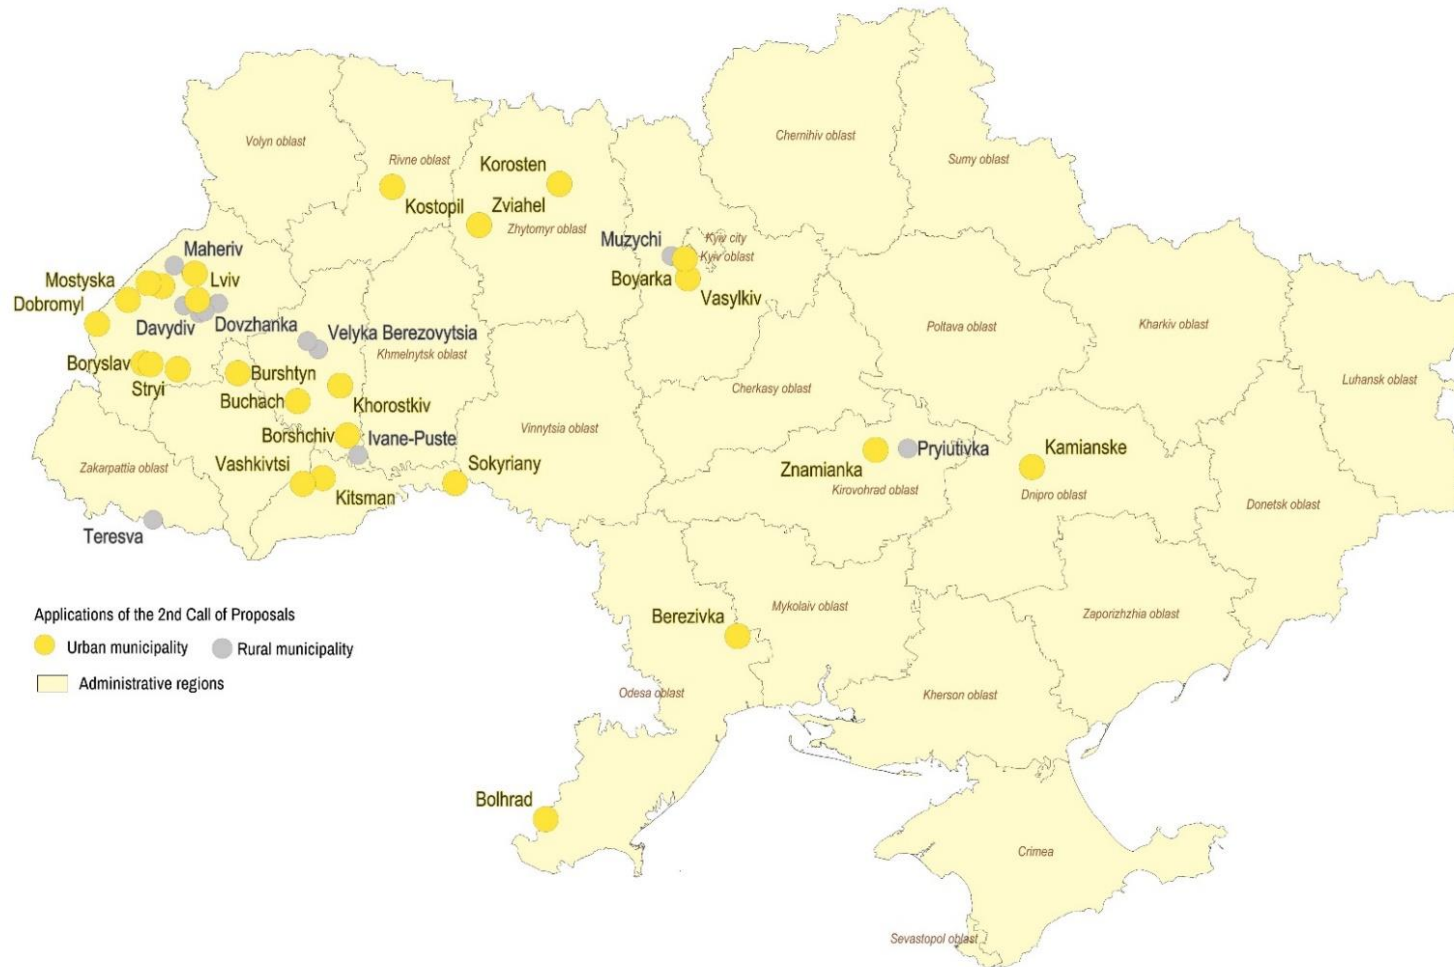 Volyn oblast
Rivne oblast
Chernihiv oblast
Sumy oblast
Korosten
Kostopil
Zviahel
Zhytomyr oblast
Maheriv
Muzychi
Kyiv city
Kyiv oblast
Mostyska
Lviv
Boyarka
Vasylkiv
Dobromyl
Davydiv
Dovzhanka
Velyka Berezovytsia
Khmelnytsk oblast
Poltava oblast
Kharkiv oblast
Boryslav
Stryi
Burshtyn
Buchach
Khorostkiv
Cherkasy oblast
Luhansk oblast
Borshchiv
Ivane-Puste
Vinnytsia oblast
Zakarpattia oblast
Vashkivtsi
Kitsman
Sokyriany
Znamianka
Pryiutivka
Kamianske
Kirovohrad oblast
Dnipro oblast
Donetsk oblast
Teresva
Applications of the 2nd Call of Proposals
Urban municipality
Rural municipality
Administrative regions
Berezivka
Mykolaiv oblast
Zaporizhzhia oblast
Odesa oblast
Kherson oblast
Bolhrad
Crimea
Sevastopol oblast